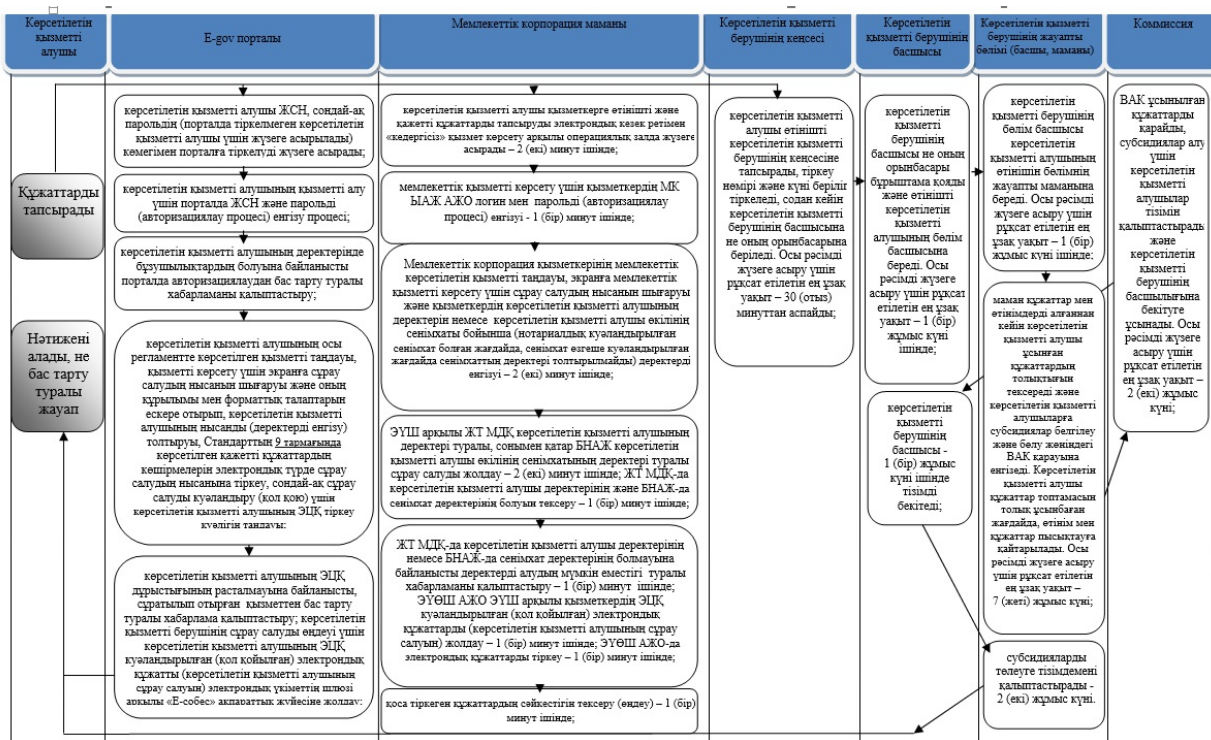 Көрсетілетін
қызметті
алушы
E-gov порталы
Мемлекеттік корпорация маманы
Көрсетілетін қызметті
берушінің кеңсесі
Көрсетілетін
қызметті берушінің
басшысы
Көрсетілетін қызметті
берушінің жауапты
бөлімі (басшы, маманы)
Коммиссия
Құжаттарды
тапсырады
Нәтижені
алады, не
бас тарту
туралы
жауап
көрсетілетін қызметті алушы ЖСН, сондай-ақ
парольдің (порталда тіркелмеген көрсетілетін
қызметті алушы үшін жүзеге асырылады)
көмегімен порталға тіркелуді жүзеге асырады;
көрсетілетін қызметті алушының қызметті алу
үшін порталда ЖСН және парольді
(авторизациялау процесі) енгізу процесі;
көрсетілетін қызметті алушының деректерінде
бұзушылықтардың болуына байланысты
порталда авторизациялаудан бас тарту туралы
хабарламаны қалыптастыру;
көрсетілетін қызметті алушының осы
регламентте көрсетілген қызметті таңдауы,
қызметті көрсету үшін экранға сұрау
салудың нысанын шығаруы және оның
құрылымы мен форматтық талаптарын
ескере отырып, көрсетілетін қызметті
алушының нысанды (деректерді енгізу)
толтыруы, Стандарттың 9 тармағында
көрсетілген қажетті құжаттардың
көшірмелерін электрондық түрде сұрау
салудың нысанына тіркеу, сондай-ақ сұрау
салуды куәландыру (қол қою) үшін
көрсетілетін қызметті алушының ЭЦҚ тіркеу
куәлігін таңдауы;
көрсетілетін қызметті алушының ЭЦҚ
дұрыстығының расталмауына байланысты,
сұратылып отырған қызметтен бас тарту
туралы хабарлама қалыптастыру; көрсетілетін
қызметті берушінің сұрау салуды өңдеуі үшін
көрсетілетін қызметті алушының ЭЦҚ
куәландырылған (қол қойылған) электрондық
құжатты (көрсетілетін қызметті алушының
сұрау салуын) электрондық үкіметтің шлюзі
арқылы «Е-собес» ақпараттық жүйесіне жолдау;
көрсетілетін қызметті алушы қызметкерге өтінішті және
қажетті құжаттарды тапсыруды электрондық кезек ретімен
«кедергісіз» қызмет көрсету арқылы операциялық залда жүзеге
асырады – 2 (екі) минут ішінде;
мемлекеттік қызметті көрсету үшін қызметкердің МК
ЫАЖ АЖО логин мен парольді (авторизациялау
процесі) енгізуі - 1 (бір) минут ішінде;
Мемлекеттік корпорация қызметкерінің мемлекеттік
көрсетілетін қызметті таңдауы, экранға мемлекеттік
қызметті көрсету үшін сұрау салудың нысанын шығаруы
және қызметкердің көрсетілетін қызметті алушының
деректерін немесе көрсетілетін қызметті алушы өкілінің
сенімхаты бойынша (нотариалдық куәландырылған
сенімхат болған жағдайда, сенімхат өзгеше куәландырылған
жағдайда сенімхаттың деректері толтырылмайды) деректерді
енгізуі – 2 (екі) минут ішінде;
ЭҮШ арқылы ЖТ МДҚ көрсетілетін қызметті алушының
деректері туралы, сонымен қатар БНАЖ көрсетілетін
қызметті алушы өкілінің сенімхатының деректері туралы
сұрау салуды жолдау – 2 (екі) минут ішінде; ЖТ МДҚ-да
көрсетілетін қызметті алушы деректерінің және БНАЖ-да
сенімхат деректерінің болуын тексеру – 1 (бір) минут
ішінде;
ЖТ МДҚ-да көрсетілетін қызметті алушы деректерінің
немесе БНАЖ-да сенімхат деректерінің болмауына
байланысты деректерді алудың мүмкін еместігі туралы
хабарламаны қалыптастыру – 1 (бір) минут ішінде;
ЭҮӨШ АЖО ЭҮШ арқылы қызметкердің ЭЦҚ
куәландырылған (қол қойылған) электрондық
құжаттарды (көрсетілетін қызметті алушының сұрау
салуын) жолдау – 1 (бір) минут ішінде; ЭҮӨШ АЖО-да
электрондық құжаттарды тіркеу – 1 (бір) минут ішінде;
қоса тіркеген құжаттардың сәйкестігін тексеру (өңдеу) – 1 (бір)
минут ішінде;
көрсетілетін қызметті
алушы өтінішті
көрсетілетін қызметті
берушінің кеңсесіне
тапсырады, тіркеу
нөмірі және күні беріліп
тіркеледі, содан кейін
көрсетілетін қызметті
берушінің басшысына
не оның орынбасарына
беріледі. Осы рәсімді
жүзеге асыру үшін
рұқсат етілетін ең ұзақ
уақыт – 30 (отыз)
минуттан аспайды;
көрсетілетін
қызметті
берушінің
басшысы не оның
орынбасары
бұрыштама қояды
және өтінішті
көрсетілетін
қызметті
алушының бөлім
басшысына
береді. Осы
рәсімді жүзеге
асыру үшін рұқсат
етілетін ең ұзақ
уақыт – 1 (бір)
жұмыс күні
ішінде;
көрсетілетін
қызметті
берушінің
басшысы -
1 (бір) жұмыс
күні ішінде
тізімді
бекітеді;
көрсетілетін
қызметті берушінің
бөлім басшысы
көрсетілетін
қызметті алушының
өтінішін бөлімнің
жауапты маманына
береді. Осы рәсімді
жүзеге асыру үшін
рұқсат етілетін ең
ұзақ уақыт – 1 (бір)
жұмыс күні ішінде;
маман құжаттар мен
өтінімдерді алғаннан
кейін көрсетілетін
қызметті алушы
ұсынған
құжаттардың
толықтығын
тексереді және
көрсетілетін қызметті
алушыларға
субсидиялар белгілеу
және бөлу жөніндегі
ВАК қарауына
енгізеді. Көрсетілетін
қызметті алушы
құжаттар топтамасын
толық ұсынбаған
жағдайда, өтінім мен
құжаттар пысықтауға
қайтарылады. Осы
рәсімді жүзеге асыру
үшін рұқсат етілетін
ең ұзақ уақыт –
7 (жеті) жұмыс күні;
субсидияларды
төлеуге тізімдемені
қалыптастырады -
2 (екі) жұмыс күні.
ВАК ұсынылған
құжаттарды
қарайды,
субсидиялар алу
үшін
көрсетілетін
қызметті
алушылар
тізімін
қалыптастырады
және
көрсетілетін
қызметті
берушінің
басшылығына
бекітуге
ұсынады. Осы
рәсімді жүзеге
асыру үшін
рұқсат етілетін
ең ұзақ уақыт –
2 (екі) жұмыс
күні;